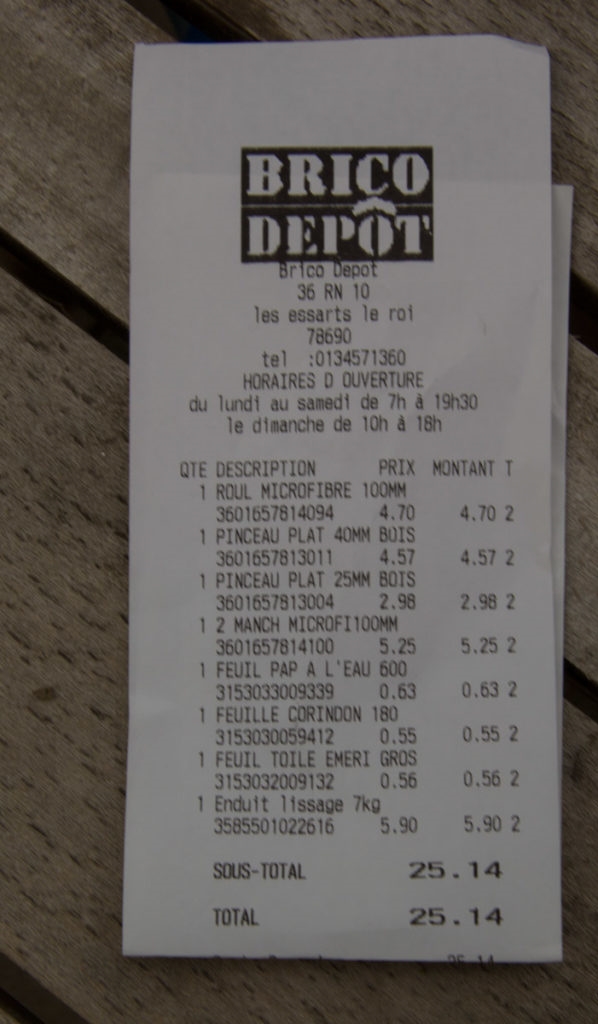 BRICO
DEPÔT
Brico Depot
36 RN 10
les essarts le roi
78690
tel :0134571360
HORAIRES D OUVERTURE
du lundi au samedi de 7h à 19h30
le dimanche de 10h à 18h
QTE DESCRIPTION PRIX MONTANT T
1 ROUL MICROFIBRE 100MM
3601657814094 4.70 4.70 2
1 PINCEAU PLAT 40MM BOIS
3601657813011 4.57 4.57 2
1 PINCEAU PLAT 25MM BOIS
3601657813004 2.98 2.98 2
1 2 MANCH MICROFI100MM
3601657814100 5.25 5.25 2
1 FEUIL PAP A L'EAU 600
3153033009339 0.63 0.63 2
1 FEUILLE CORINDON 180
3153030059412 0.55 0.55 2
1 FEUIL TOILE EMERI GROS
3153032009132 0.56 0.56 2
1 Enduit lissage 7kg
3585501022616 5.90 5.90 2
SOUS-TOTAL 25.14
TOTAL 25.14